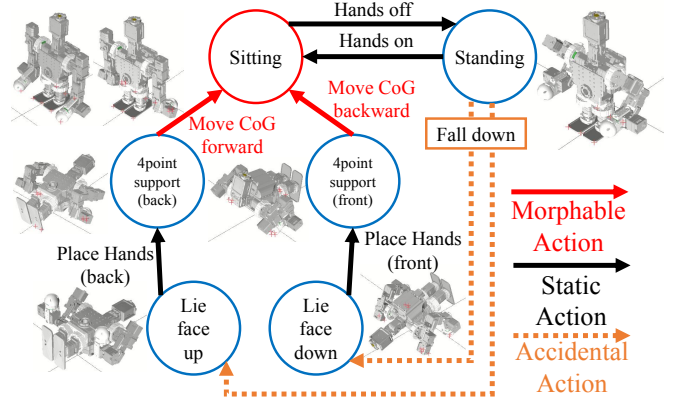 Hands off
Hands on
Sitting
Standing
Move CoG
forward
Move CoG
backward
Fall down
4point
support
(back)
4point
support
(front)
Place Hands
(back)
Place Hands
(front)
Lie
face
up
Lie
face
down
Morphable
Action
Static
Action
Accidental
Action